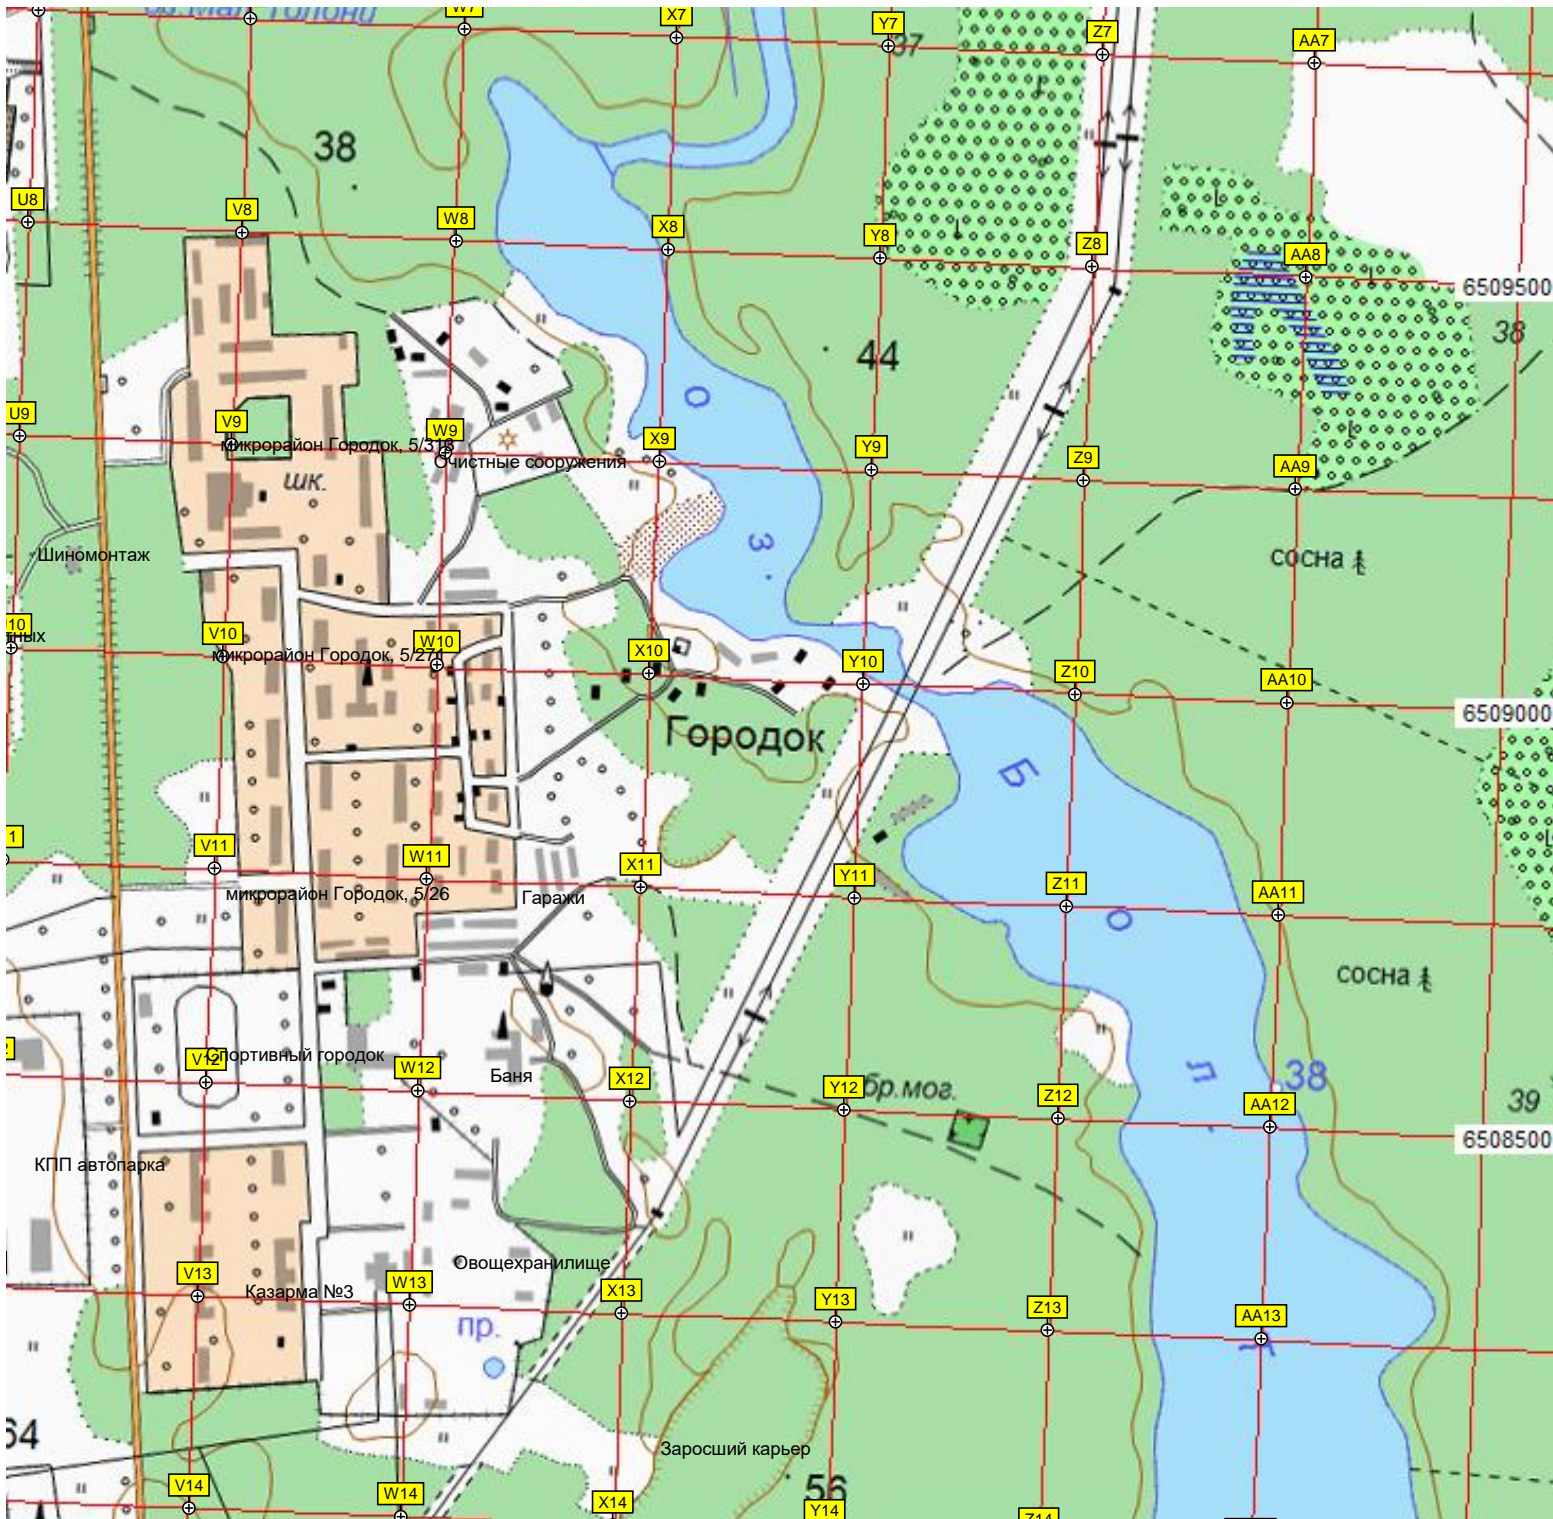 W7
X7
Y7
37
Z7
AA7
38
U8
V8
W8
X8
Y8
Z8
AA8
6509500
38
44
О
U9
V9
W9
X9
Y9
Z9
AA9
микрорайон Городок, 5/318
Очистные сооружения
шк.
З.
Шиномонтаж
сосна
V10
W10
X10
Y10
Z10
AA10
микрорайон Городок, 5/271
6509000
Городок
Б
V11
W11
X11
Y11
Z11
AA11
микрорайон Городок, 5/26
Гаражи
О
сосна
V12
W12
X12
Y12
Z12
AA12
Спортивный городок
Баня
бр.мог.
Л.
38
39
6508500
КПП автопарка
V13
W13
X13
Y13
Z13
AA13
Казарма №3
Овощехранилище
пр.
64
Заросший карьер
56
V14
W14
X14
Y14
Z14